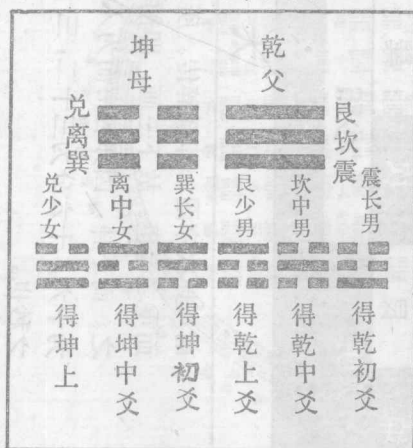 乾父
坤母
艮坎震
兑离巽
震长男
坎中男
艮少男
巽长女
离中女
兑少女
得乾初爻
得乾中爻
得乾上爻
得坤初爻
得坤中爻
得坤上